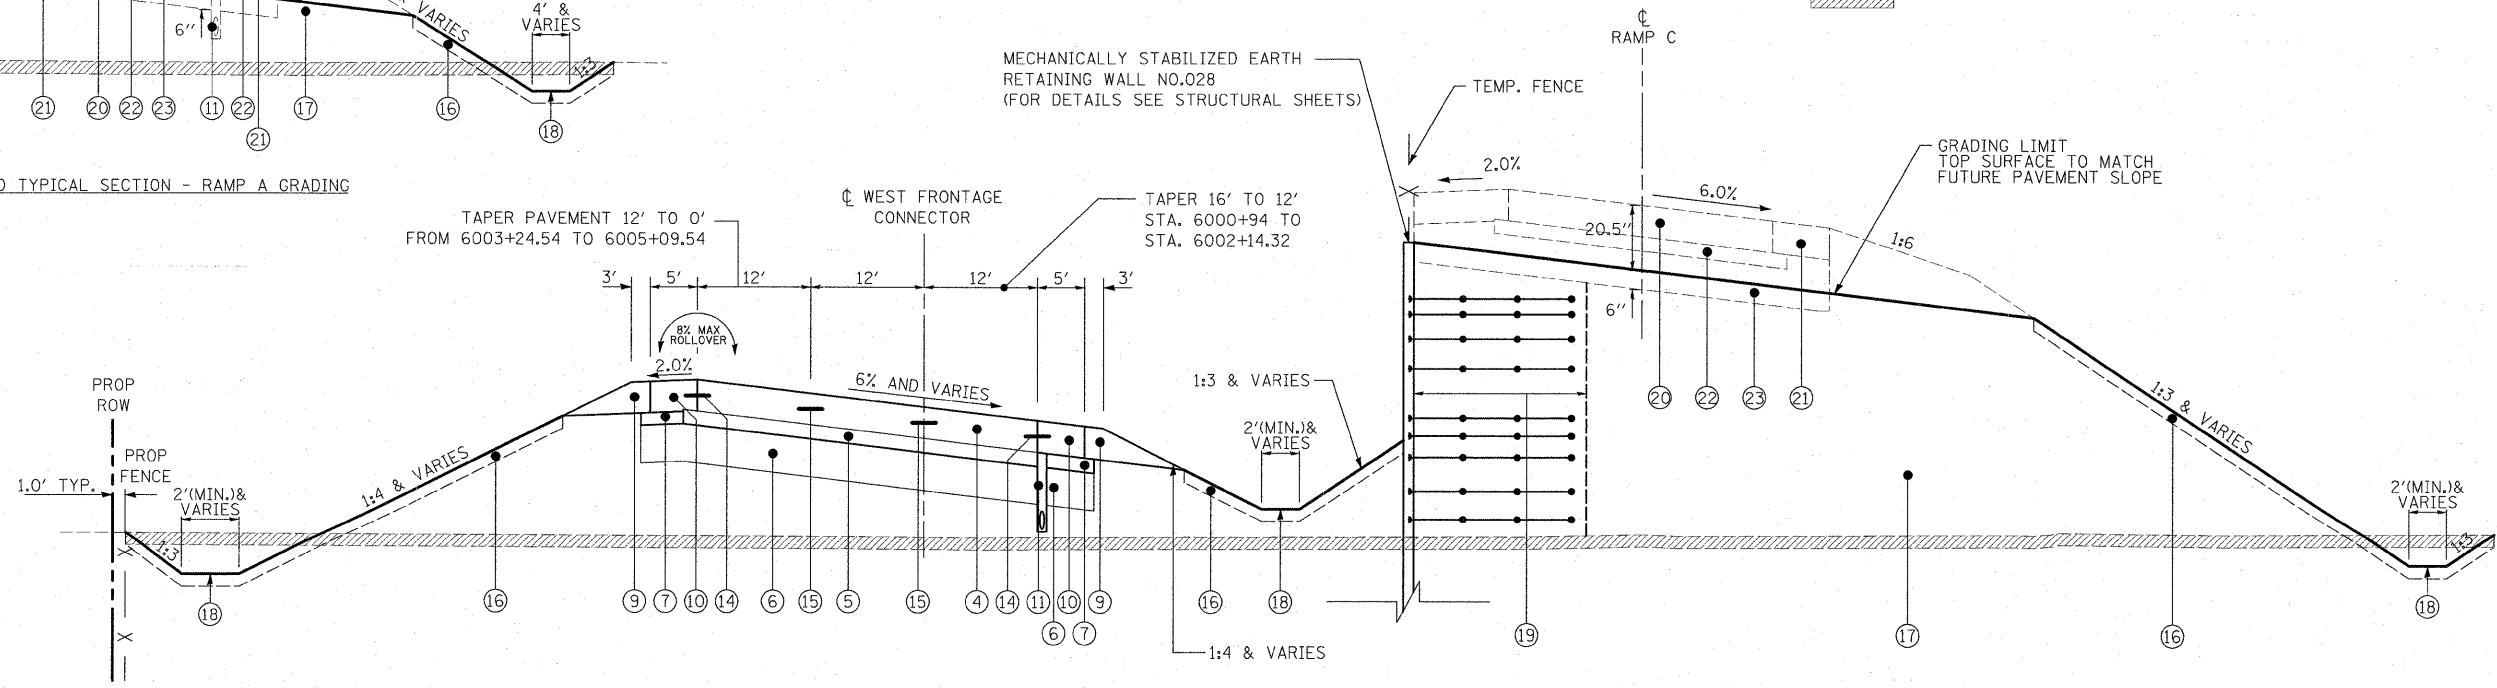 4' &
VARIES
VARIES
6"
1:3
21
20
22
23
11
22
21
17
16
18
TYPICAL SECTION - RAMP A GRADING
MECHANICALLY STABILIZED EARTH
RETAINING WALL NO.028
(FOR DETAILS SEE STRUCTURAL SHEETS)
TEMP. FENCE
℄
RAMP C
GRADING LIMIT
TOP SURFACE TO MATCH
FUTURE PAVEMENT SLOPE
2.0%
6.0%
20.5"
1:6
6"
TAPER PAVEMENT 12' TO 0'
FROM 6003+24.54 TO 6005+09.54
℄ WEST FRONTAGE
CONNECTOR
TAPER 16' TO 12'
STA. 6000+94 TO
STA. 6002+14.32
3'
5'
12'
12'
12'
5'
3'
8% MAX
ROLLOVER
2.0%
6% AND VARIES
1:3 & VARIES
PROP
ROW
PROP
FENCE
1.0' TYP.
2'(MIN.)&
VARIES
1:3
1:4 & VARIES
2'(MIN.)&
VARIES
1:3 & VARIES
2'(MIN.)&
VARIES
1:3
X
X
20
22
23
21
18
16
9
7
10
14
6
15
5
15
4
14
11
10
9
6
7
16
18
19
17
16
18
1:4 & VARIES